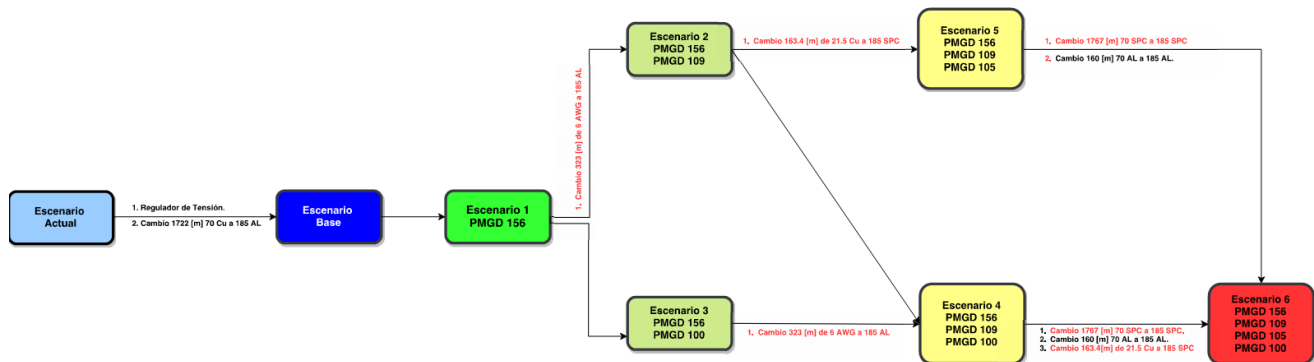 Escenario
Actual
1. Regulador de Tensión.
2. Cambio 1722 [m] 70 Cu a 185 AL
Escenario
Base
Escenario 1
PMGD 156
1. Cambio 323 [m] de 6 AWG a 185 AL
Escenario 2
PMGD 156
PMGD 109
1. Cambio 163.4 [m] de 21.5 Cu a 185 SPC
Escenario 5
PMGD 156
PMGD 109
PMGD 105
1. Cambio 1767 [m] 70 SPC a 185 SPC
2. Cambio 160 [m] 70 AL a 185 AL.
Escenario 3
PMGD 156
PMGD 100
1. Cambio 323 [m] de 6 AWG a 185 AL
Escenario 4
PMGD 156
PMGD 109
PMGD 100
1. Cambio 1767 [m] 70 SPC a 185 SPC.
2. Cambio 160 [m] 70 AL a 185 AL.
3. Cambio 163.4[m] de 21.5 Cu a 185 SPC
Escenario 6
PMGD 156
PMGD 109
PMGD 105
PMGD 100